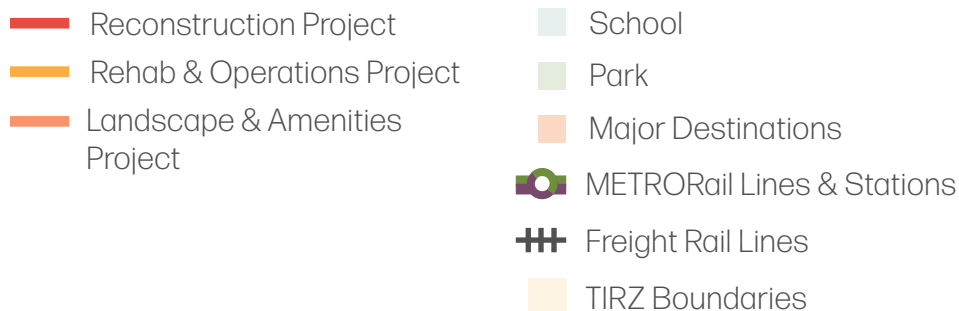 Reconstruction Project
Rehab & Operations Project
Landscape & Amenities
Project
School
Park
Major Destinations
METRORail Lines & Stations
Freight Rail Lines
TIRZ Boundaries